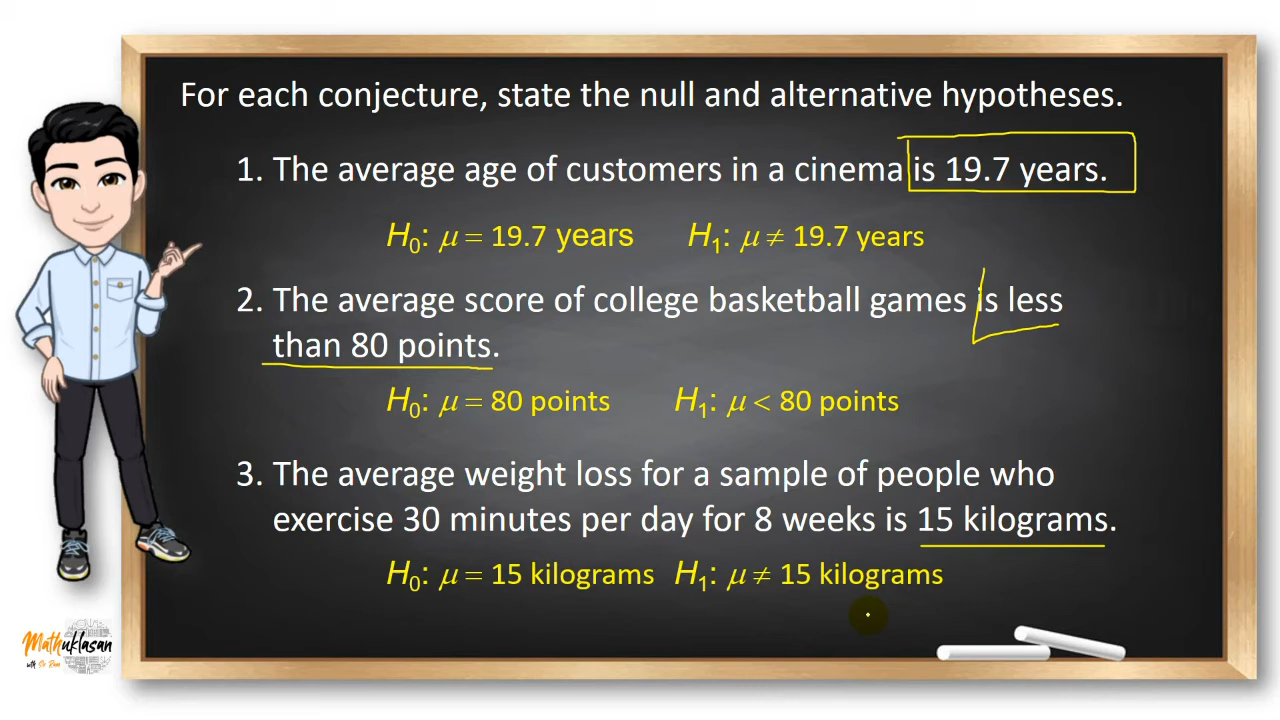 For each conjecture, state the null and alternative hypotheses.
1. The average age of customers in a cinema is 19.7 years.
H₀: μ = 19.7 years H₁: μ ≠ 19.7 years
2. The average score of college basketball games is less
than 80 points.
H₀: μ = 80 points H₁: μ < 80 points
3. The average weight loss for a sample of people who
exercise 30 minutes per day for 8 weeks is 15 kilograms.
H₀: μ = 15 kilograms H₁: μ ≠ 15 kilograms
Mathuklasan
with Sir Ram